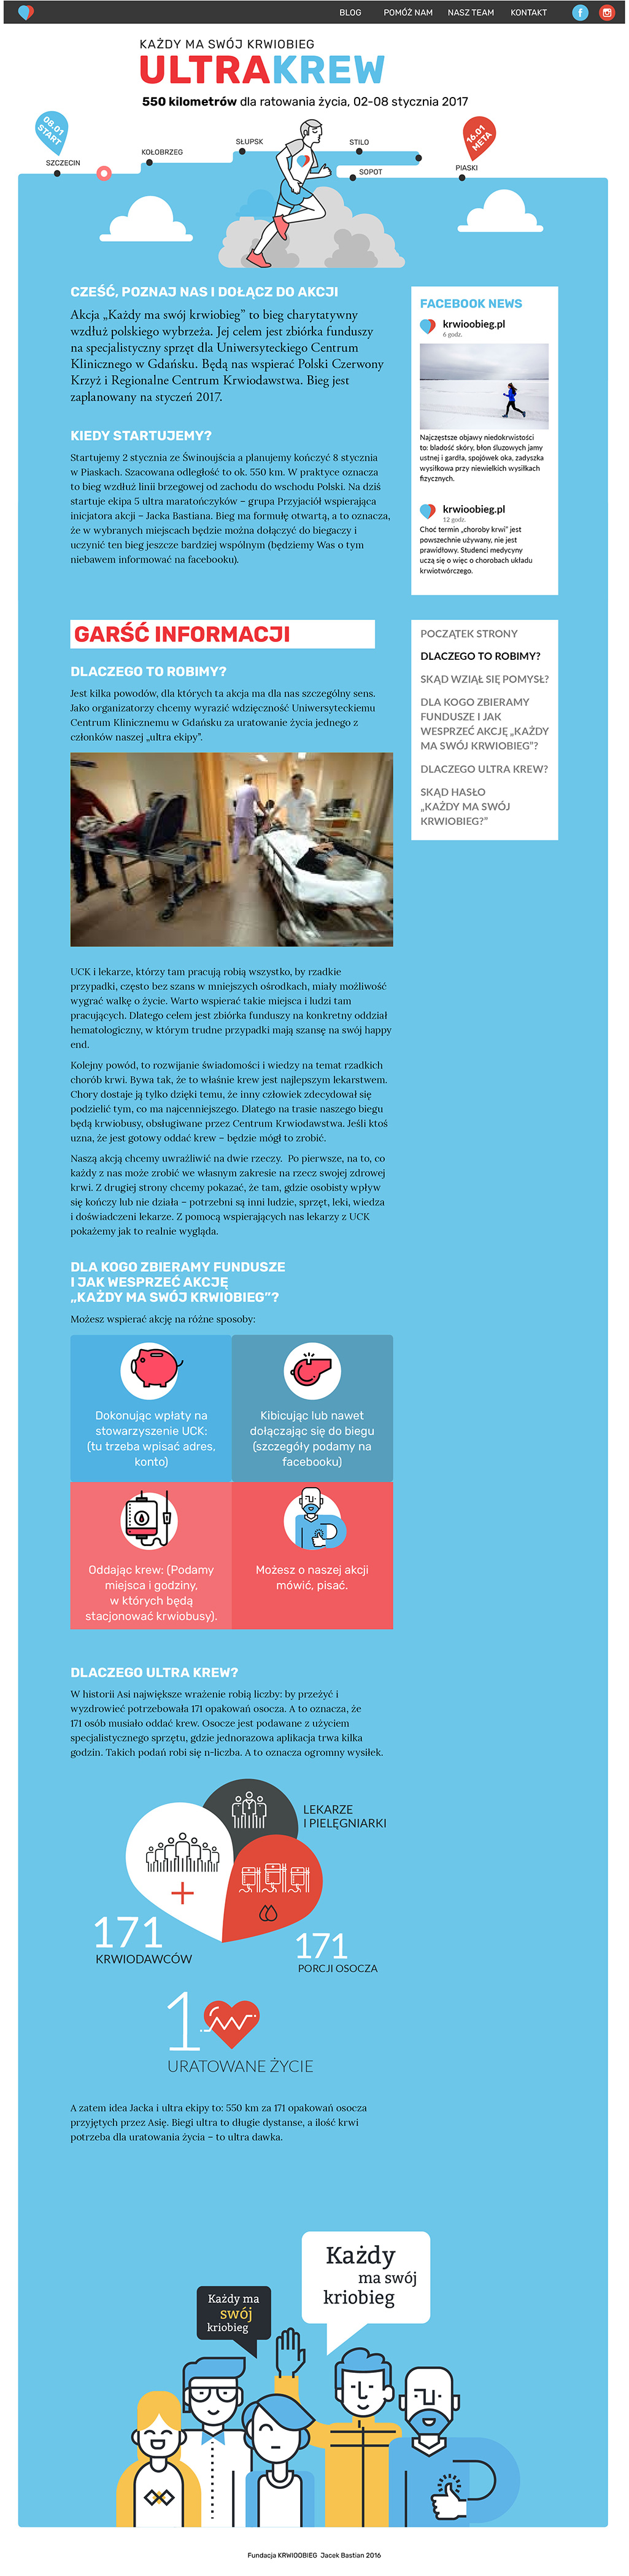 BLOG POMÓŻ NAM NASZ TEAM KONTAKT
KAŻDY MA SWÓJ KRWIOBIEG
ULTRAKREW
550 kilometrów dla ratowania życia, 02-08 stycznia 2017
08.01
START
SZCZECIN
KOŁOBRZEG
SŁUPSK
STILO
SOPOT
16.01
META
PIASKI
CZEŚĆ, POZNAJ NAS I DOŁĄCZ DO AKCJI
Akcja „Każdy ma swój krwiobieg” to bieg charytatywny
wzdłuż polskiego wybrzeża. Jej celem jest zbiórka funduszy
na specjalistyczny sprzęt dla Uniwersyteckiego Centrum
Klinicznego w Gdańsku. Będą nas wspierać Polski Czerwony
Krzyż i Regionalne Centrum Krwiodawstwa. Bieg jest
zaplanowany na styczeń 2017.
KIEDY STARTUJEMY?
Startujemy 2 stycznia ze Świnoujścia a planujemy kończyć 8 stycznia
w Piaskach. Szacowana odległość to ok. 550 km. W praktyce oznacza
to bieg wzdłuż linii brzegowej od zachodu do wschodu Polski. Na dziś
startuje ekipa 5 ultra maratończyków – grupa Przyjaciół wspierająca
inicjatora akcji – Jacka Bastiana. Bieg ma formułę otwartą, a to oznacza,
że w wybranych miejscach będzie można dołączyć do biegaczy i
uczynić ten bieg jeszcze bardziej wspólnym (będziemy Was o tym
niebawem informować na facebooku).
FACEBOOK NEWS
krwioobieg.pl
6 godz.
Najczęstsze objawy niedokrwistości
to: bladość skóry, błon śluzowych jamy
ustnej i gardła, spojówek oka, zadyszka
wysiłkowa przy niewielkich wysiłkach
fizycznych.
krwioobieg.pl
12 godz.
Choć termin „choroby krwi” jest
powszechnie używany, nie jest
prawidłowy. Studenci medycyny
uczą się o więc o chorobach układu
krwiotwórczego.
GARŚĆ INFORMACJI
DLACZEGO TO ROBIMY?
Jest kilka powodów, dla których ta akcja ma dla nas szczególny sens.
Jako organizatorzy chcemy wyrazić wdzięczność Uniwersyteckiemu
Centrum Klinicznemu w Gdańsku za uratowanie życia jednego z
członków naszej „ultra ekipy”.
POCZĄTEK STRONY
DLACZEGO TO ROBIMY?
SKĄD WZIĄŁ SIĘ POMYSŁ?
DLA KOGO ZBIERAMY
FUNDUSZE I JAK
WESPRZEĆ AKCJĘ „KAŻDY
MA SWÓJ KRWIOBIEG”?
DLACZEGO ULTRA KREW?
SKĄD HASŁO
„KAŻDY MA SWÓJ
KRWIOBIEG?”
UCK i lekarze, którzy tam pracują robią wszystko, by rzadkie
przypadki, często bez szans w mniejszych ośrodkach, miały możliwość
wygrać walkę o życie. Warto wspierać takie miejsca i ludzi tam
pracujących. Dlatego celem jest zbiórka funduszy na konkretny oddział
hematologiczny, w którym trudne przypadki mają szansę na swój happy
end.
Kolejny powód, to rozwijanie świadomości i wiedzy na temat rzadkich
chorób krwi. Bywa tak, że to właśnie krew jest najlepszym lekarstwem.
Chory dostaje ją tylko dzięki temu, że inny człowiek zdecydował się
podzielić tym, co ma najcenniejszego. Dlatego na trasie naszego biegu
będą krwiobusy, obsługiwane przez Centrum Krwiodawstwa. Jeśli ktoś
uzna, że jest gotowy oddać krew – będzie mógł to zrobić.
Naszą akcją chcemy uwrażliwić na dwie rzeczy. Po pierwsze, na to, co
każdy z nas może zrobić we własnym zakresie na rzecz swojej zdrowej
krwi. Z drugiej strony chcemy pokazać, że tam, gdzie osobisty wpływ
się kończy lub nie działa – potrzebni są inni ludzie, sprzęt, leki, wiedza
i doświadczeni lekarze. Z pomocą wspierających nas lekarzy z UCK
pokażemy jak to realnie wygląda.
DLA KOGO ZBIERAMY FUNDUSZE
I JAK WESPRZEĆ AKCJĘ
„KAŻDY MA SWÓJ KRWIOBIEG”?
Możesz wspierać akcję na różne sposoby:
Dokonując wpłaty na
stowarzyszenie UCK:
(tu trzeba wpisać adres,
konto)
Kibicując lub nawet
dołączając się do biegu
(szczegóły podamy na
facebooku)
Oddając krew: (Podamy
miejsca i godziny,
w których będą
stacjonować krwiobusy).
Możesz o naszej akcji
mówić, pisać.
DLACZEGO ULTRA KREW?
W historii Asi największe wrażenie robią liczby: by przeżyć i
wyzdrowieć potrzebowała 171 opakowań osocza. A to oznacza, że
171 osób musiało oddać krew. Osocze jest podawane z użyciem
specjalistycznego sprzętu, gdzie jednorazowa aplikacja trwa kilka
godzin. Takich podań robi się n-liczba. A to oznacza ogromny wysiłek.
LEKARZE
I PIELĘGNIARKI
171
KRWIODAWCÓW
171
PORCJI OSOCZA
1
URATOWANE ŻYCIE
A zatem idea Jacka i ultra ekipy to: 550 km za 171 opakowań osocza
przyjętych przez Asię. Biegi ultra to długie dystanse, a ilość krwi
potrzeba dla uratowania życia – to ultra dawka.
Każdy
ma swój
kriobieg
Każdy ma
swój
kriobieg
Fundacja KRWIOOBIEG Jacek Bastian 2016